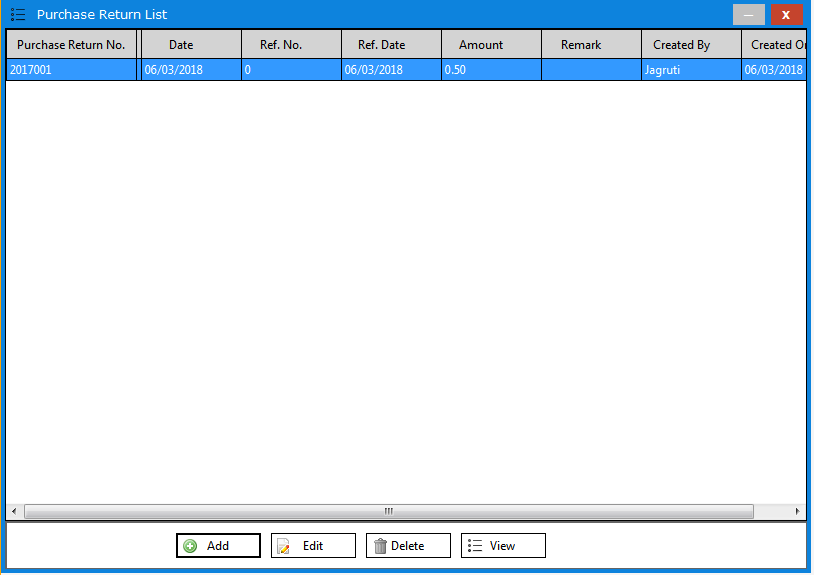 Purchase Return List
Purchase Return No. Date Ref. No. Ref. Date Amount Remark Created By Created On
2017001 06/03/2018 0 06/03/2018 0.50 Jagruti 06/03/2018
Add Edit Delete View